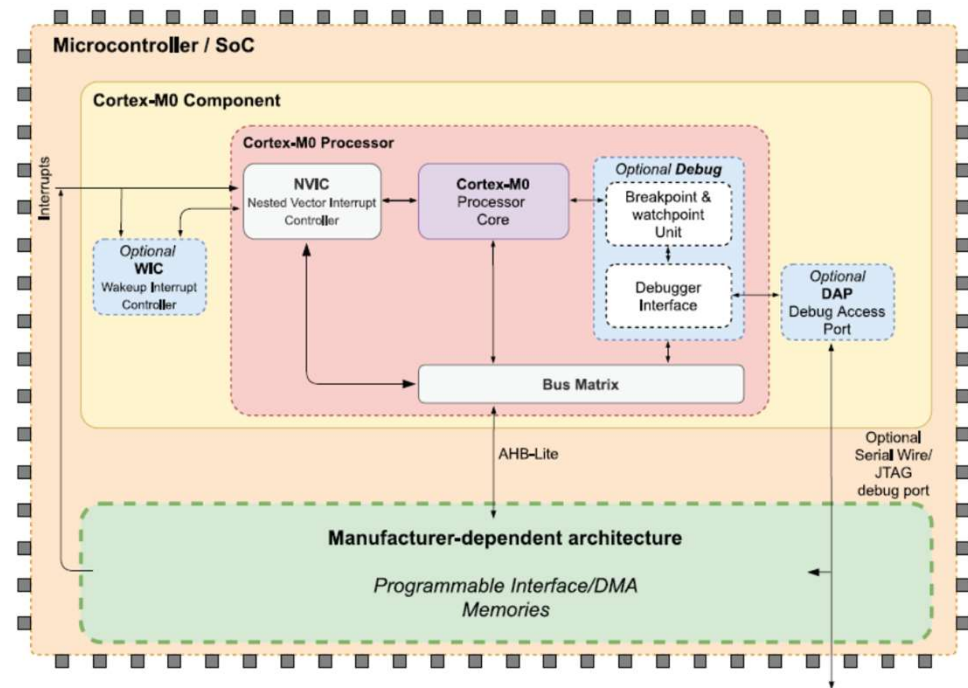 Microcontroller / SoC
Cortex-M0 Component
Cortex-M0 Processor
Interrupts
NVIC
Nested Vector Interrupt
Controller
Cortex-M0
Processor
Core
Optional Debug
Breakpoint &
watchpoint
Unit
Debugger
Interface
Optional
WIC
Wakeup Interrupt
Controller
Optional
DAP
Debug Access
Port
Bus Matrix
AHB-Lite
Optional
Serial Wire/
JTAG
debug port
Manufacturer-dependent architecture
Programmable Interface/DMA
Memories